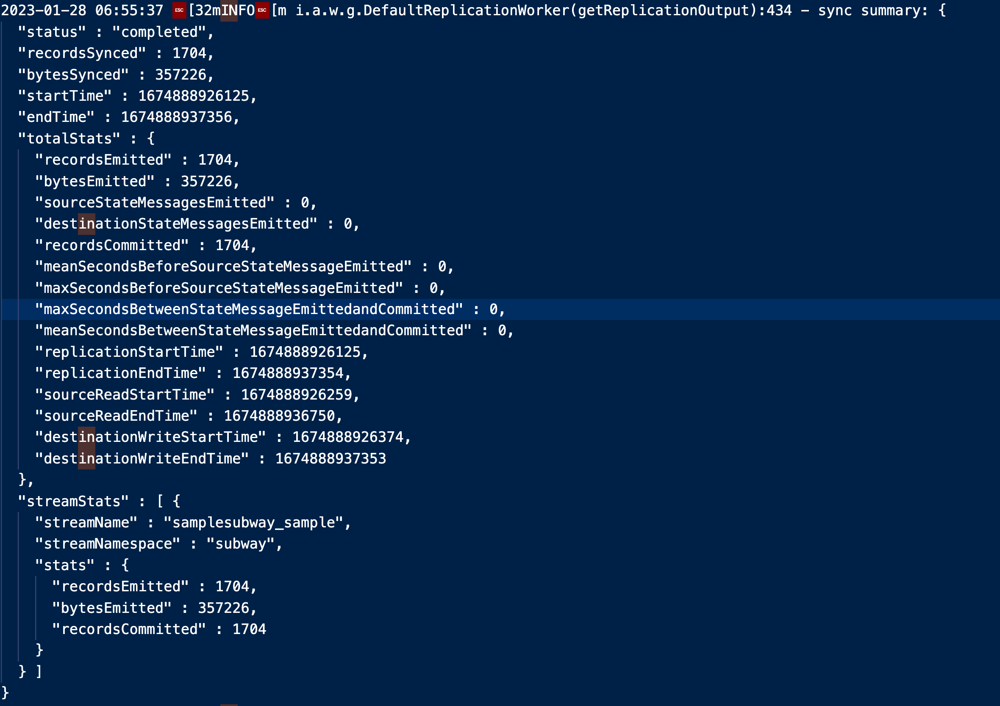 2023-01-28 06:55:37 ESC[32mINFOESC[m i.a.w.g.DefaultReplicationWorker(getReplicationOutput):434 - sync summary: {
  "status" : "completed",
  "recordsSynced" : 1704,
  "bytesSynced" : 357226,
  "startTime" : 1674888926125,
  "endTime" : 1674888937356,
  "totalStats" : {
    "recordsEmitted" : 1704,
    "bytesEmitted" : 357226,
    "sourceStateMessagesEmitted" : 0,
    "destinationStateMessagesEmitted" : 0,
    "recordsCommitted" : 1704,
    "meanSecondsBeforeSourceStateMessageEmitted" : 0,
    "maxSecondsBeforeSourceStateMessageEmitted" : 0,
    "maxSecondsBetweenStateMessageEmittedandCommitted" : 0,
    "meanSecondsBetweenStateMessageEmittedandCommitted" : 0,
    "replicationStartTime" : 1674888926125,
    "replicationEndTime" : 1674888937354,
    "sourceReadStartTime" : 1674888926259,
    "sourceReadEndTime" : 1674888936750,
    "destinationWriteStartTime" : 1674888926374,
    "destinationWriteEndTime" : 1674888937353
  },
  "streamStats" : [ {
    "streamName" : "samplesubway_sample",
    "streamNamespace" : "subway",
    "stats" : {
      "recordsEmitted" : 1704,
      "bytesEmitted" : 357226,
      "recordsCommitted" : 1704
    }
  } ]
}